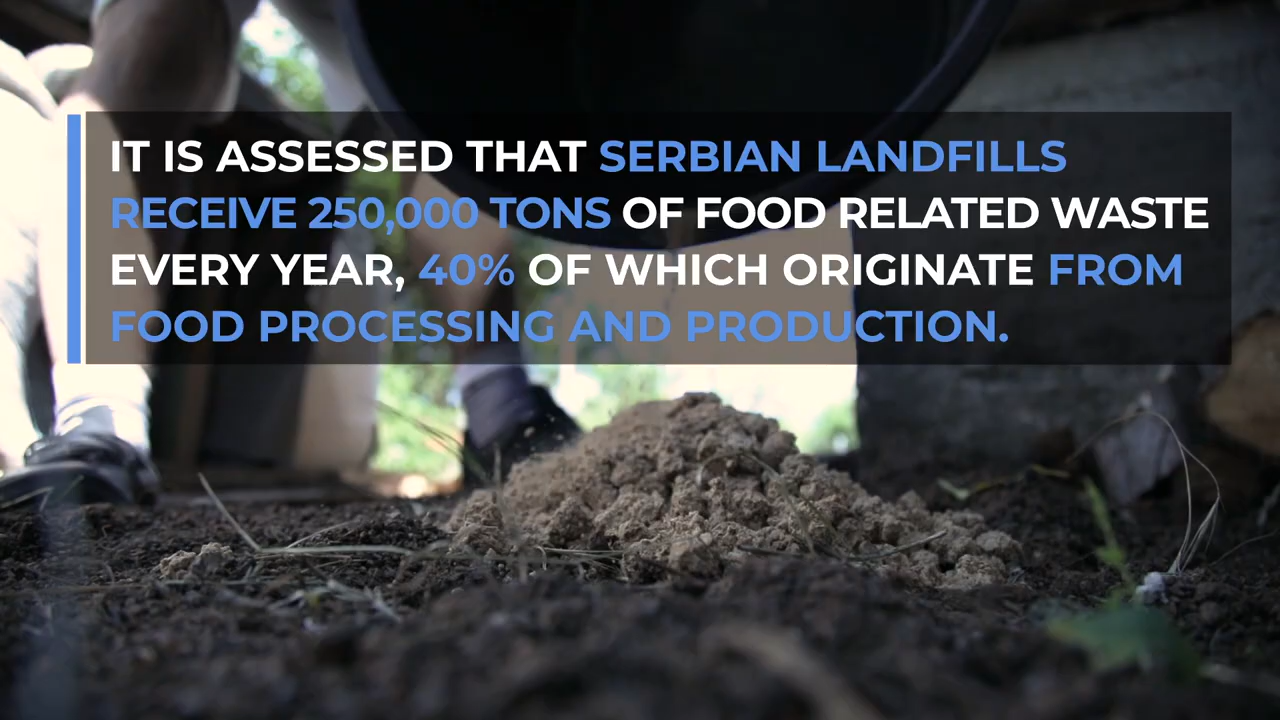 IT IS ASSESSED THAT SERBIAN LANDFILLS
RECEIVE 250,000 TONS OF FOOD RELATED WASTE
EVERY YEAR, 40% OF WHICH ORIGINATE FROM
FOOD PROCESSING AND PRODUCTION.